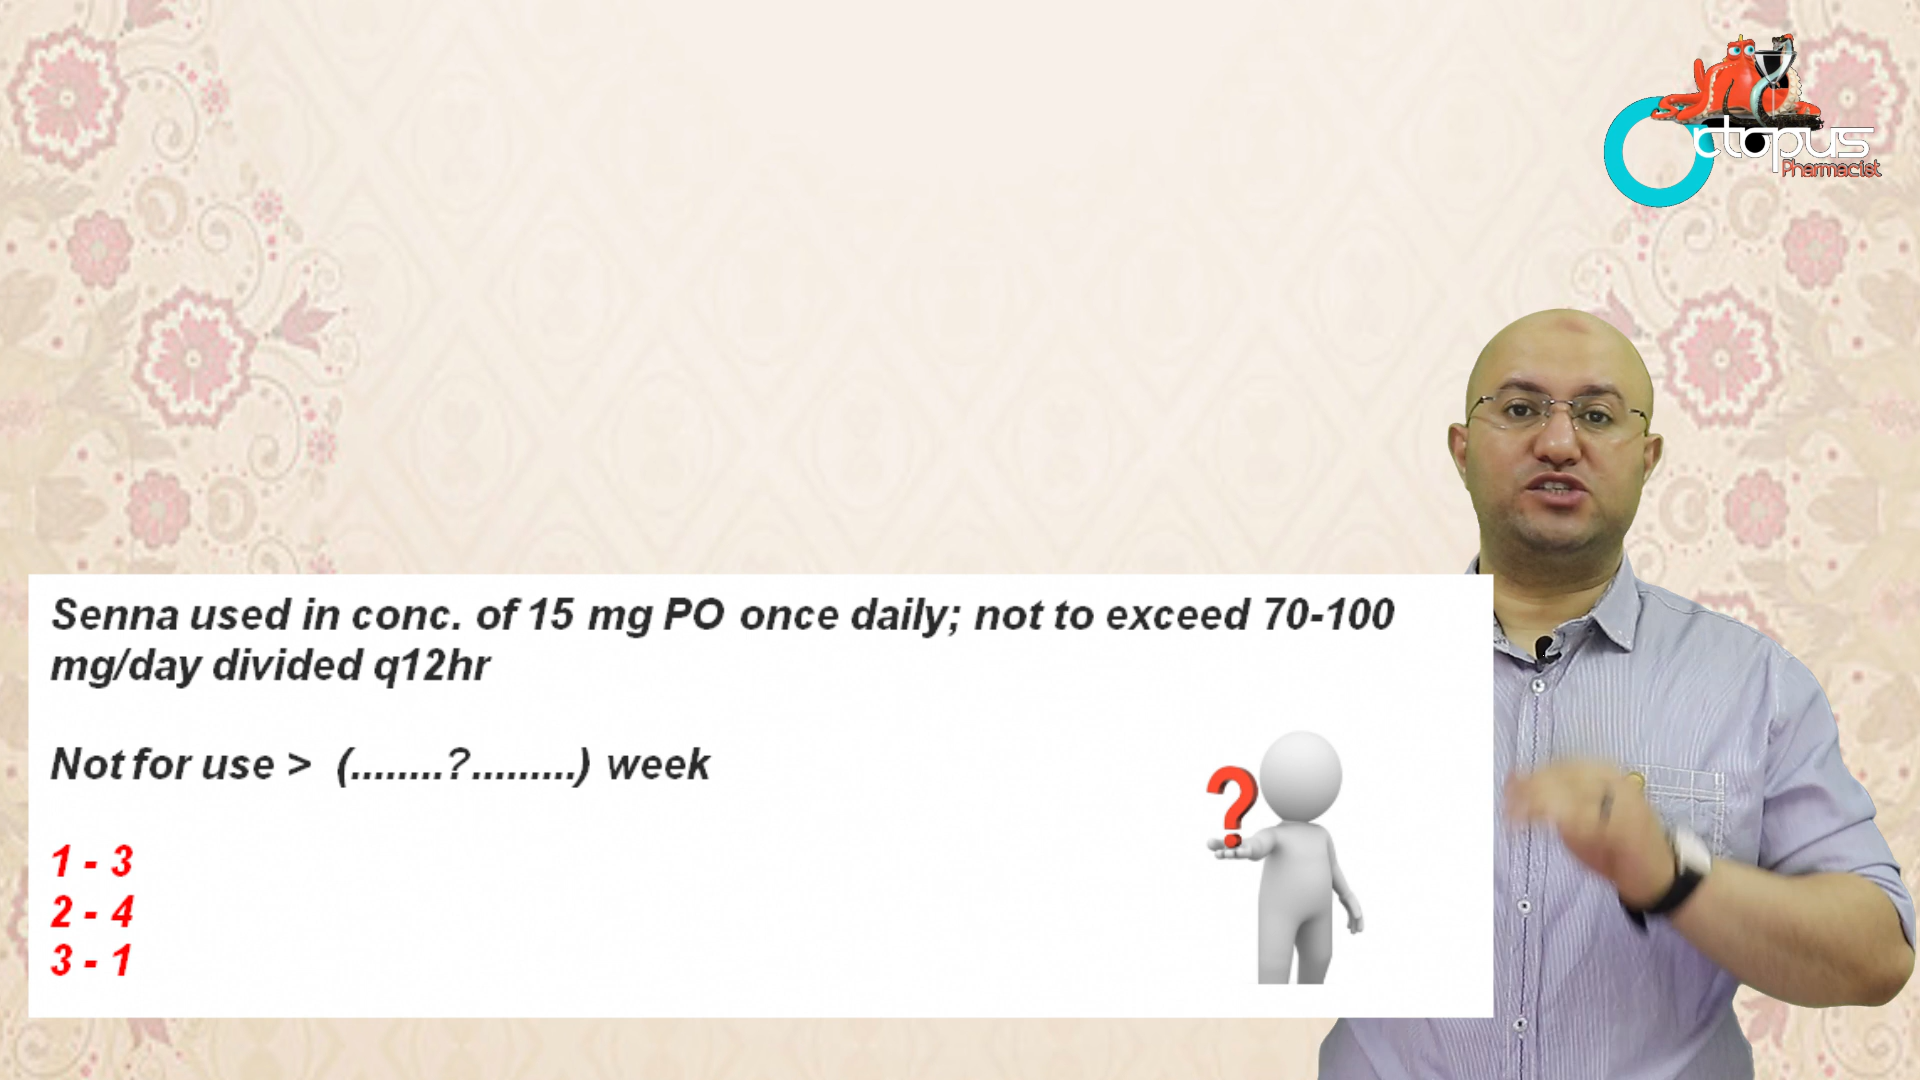 Octopus
Pharmacist
Senna used in conc. of 15 mg PO once daily; not to exceed 70-100
mg/day divided q12hr
Not for use > (........?.........) week
1 - 3
2 - 4
3 - 1
?